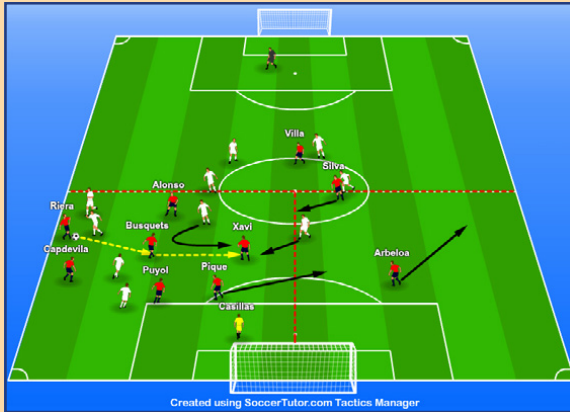 Villa
Silva
Alonso
Riera
Busquets
Xavi
Capdevila
Arbeloa
Puyol
Pique
Casillas
Created using SoccerTutor.com Tactics Manager